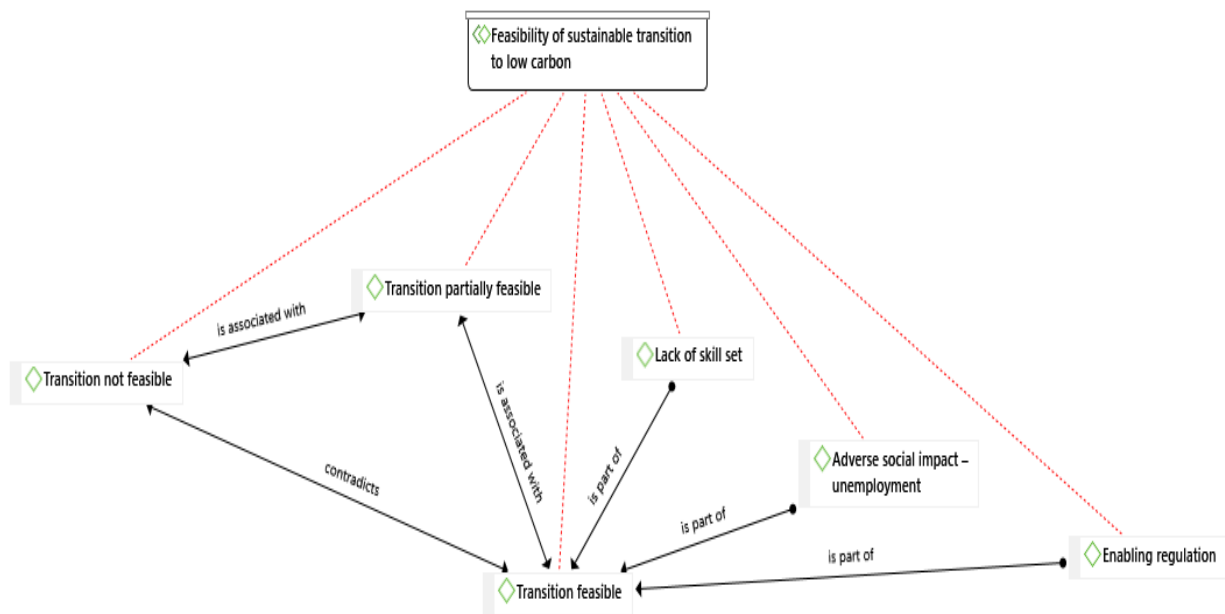 Feasibility of sustainable transition
to low carbon
Transition partially feasible
is associated with
Lack of skill set
Transition not feasible
is associated with
is part of
contradicts
Adverse social impact –
unemployment
is part of
is part of
Enabling regulation
Transition feasible